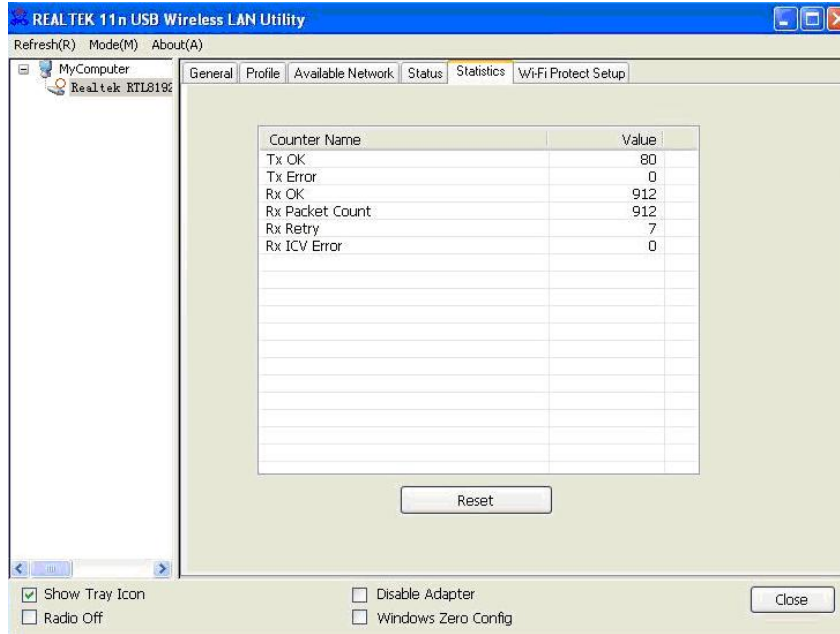 REALTEK 11n USB Wireless LAN Utility
Refresh(R) Mode(M) About(A)
MyComputer
Realtek RTL8192
General Profile Available Network Status Statistics Wi-Fi Protect Setup
Counter Name Value
Tx OK 80
Tx Error 0
Rx OK 912
Rx Packet Count 912
Rx Retry 7
Rx ICV Error 0
Reset
Show Tray Icon Disable Adapter
Radio Off Windows Zero Config
Close